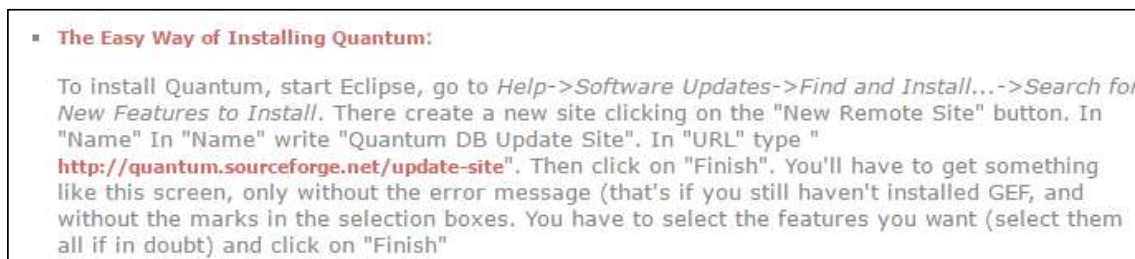 The Easy Way of Installing Quantum:
To install Quantum, start Eclipse, go to Help->Software Updates->Find and Install...->Search for
New Features to Install. There create a new site clicking on the "New Remote Site" button. In
"Name" In "Name" write "Quantum DB Update Site". In "URL" type "
http://quantum.sourceforge.net/update-site". Then click on "Finish". You'll have to get something
like this screen, only without the error message (that's if you still haven't installed GEF, and
without the marks in the selection boxes. You have to select the features you want (select them
all if in doubt) and click on "Finish"